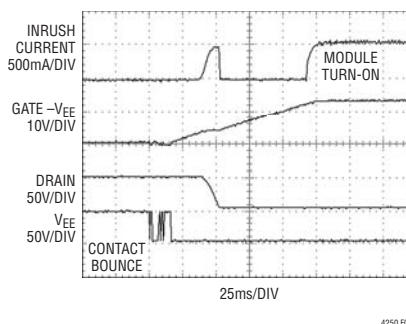 INRUSH
CURRENT
500mA/DIV
MODULE
TURN-ON
GATE –VEE
10V/DIV
DRAIN
50V/DIV
VEE
50V/DIV
CONTACT
BOUNCE
25ms/DIV